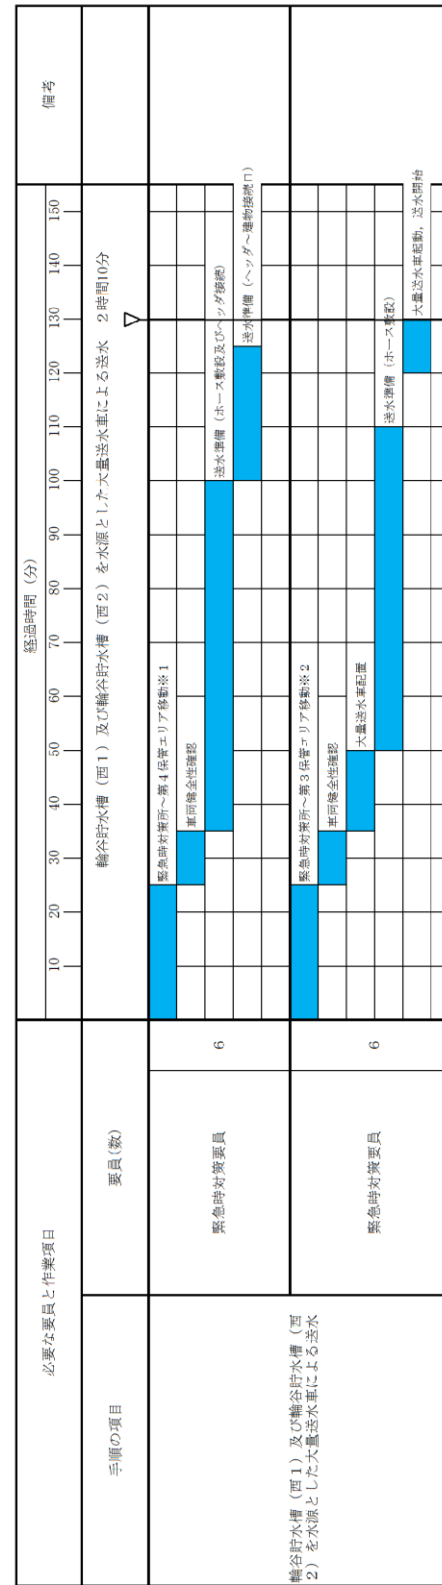 必要な要員と作業項目
経過時間（分）
備考
10 20 30 40 50 60 70 80 90 100 110 120 130 140 150
手順の項目
要員(数)
輪谷貯水槽（西１）及び輪谷貯水槽（西２）を水源とした大量送水車による送水　２時間10分
▽
輪谷貯水槽（西１）及び輪谷貯水槽（西
２）を水源とした大量送水車による送水
緊急時対策要員
6
緊急時対策所～第４保管エリア移動※１
車両健全性確認
送水準備（ホース敷設及びヘッダ接続）
送水準備（ヘッダ～建物接続口）
緊急時対策要員
6
緊急時対策所～第３保管エリア移動※２
車両健全性確認
大量送水車配置
送水準備（ホース敷設）
大量送水車起動，送水開始